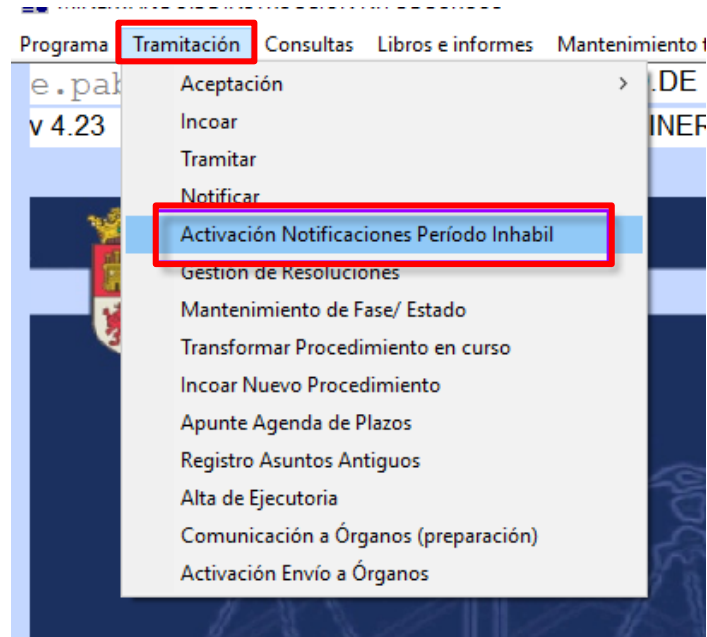 Programa Tramitación Consultas Libros e informes Mantenimiento t
e.pab
Aceptación
.DE
v 4.23
Incoar
INER
Tramitar
Notificar
Activación Notificaciones Período Inhabil
Gestión de Resoluciones
Mantenimiento de Fase/ Estado
Transformar Procedimiento en curso
Incoar Nuevo Procedimiento
Apunte Agenda de Plazos
Registro Asuntos Antiguos
Alta de Ejecutoria
Comunicación a Órganos (preparación)
Activación Envío a Órganos